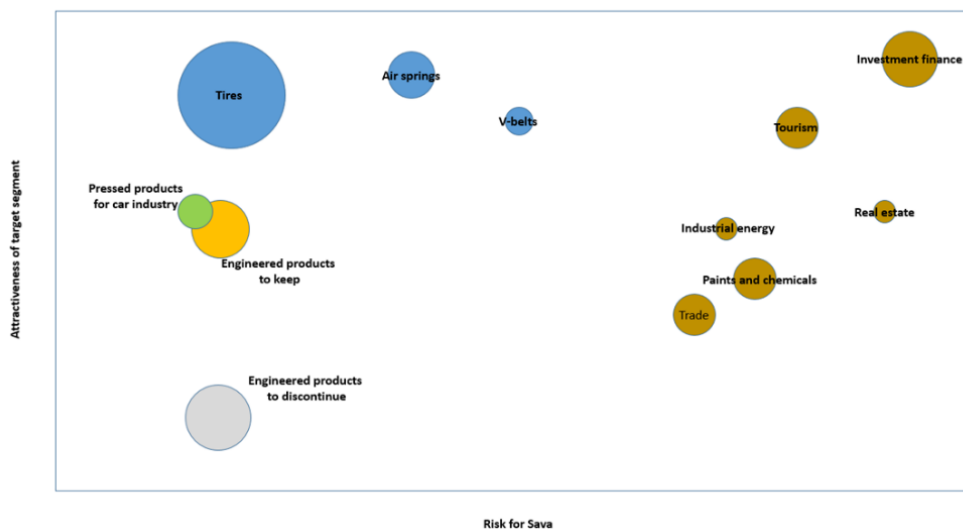 Investment finance
Air springs
Tires
V-belts
Tourism
Pressed products
for car industry
Real estate
Industrial energy
Engineered products
to keep
Paints and chemicals
Trade
Engineered products
to discontinue
Attractiveness of target segment
Risk for Sava